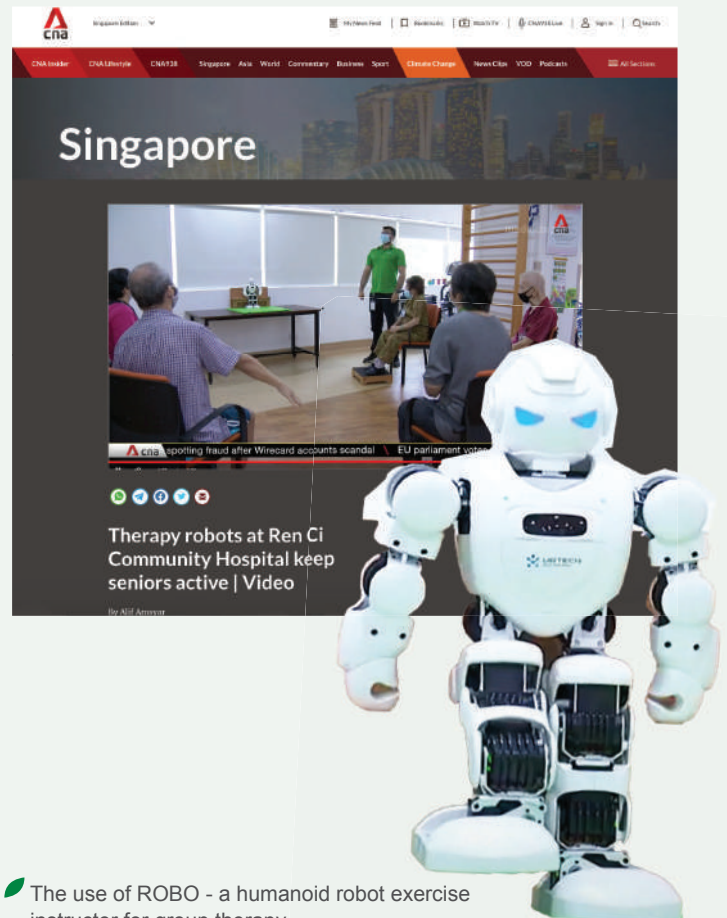 cna
Singapore Edition
My News Feed | Bookmarks | Watch TV | CNA938 Live | Sign In | Search
CNA Insider CNA Lifestyle CNA938 Singapore Asia World Commentary Business Sport Climate Change News Clips VOD Podcasts All Sections
Singapore
cna
cna spotting fraud after Wirecard accounts scandal \ EU parliament votes
Therapy robots at Ren Ci
Community Hospital keep
seniors active | Video
By Alif Amsyar
UBTECH
The use of ROBO - a humanoid robot exercise
instructor for group therapy